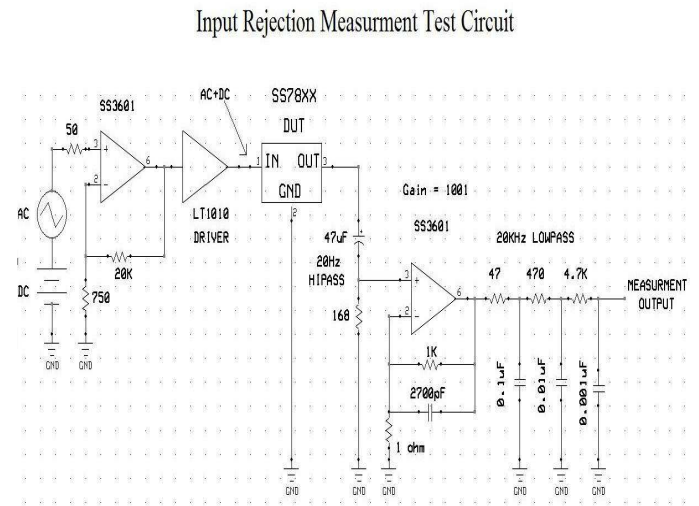 Input Rejection Measurment Test Circuit
AC+DC
SS78XX
DUT
SS3601
50
3
+
6
2
-
1
IN
OUT
3
GND
2
LT1010
DRIVER
AC
20K
DC
750
GND
GND
Gain = 1001
47uF
20Hz
HIPASS
SS3601
20KHz LOWPASS
3
+
6
2
-
47
470
4.7K
MEASURMENT
OUTPUT
168
1K
2700pF
1 ohm
0.1uF
0.01uF
0.001uF
GND
GND
GND
GND
GND
GND